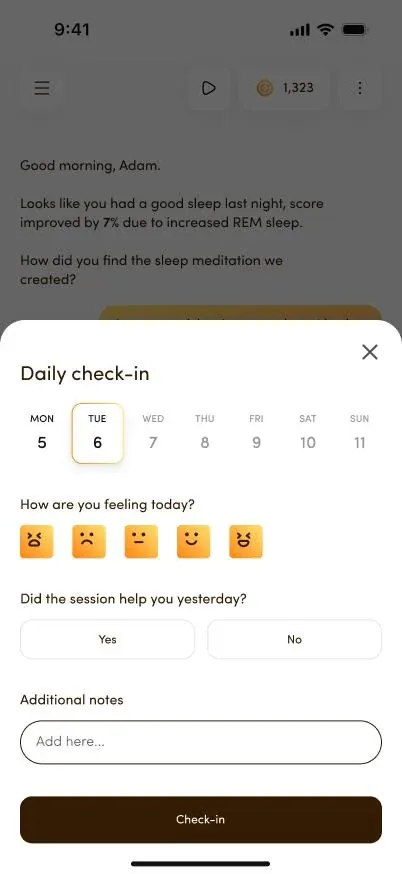 9:41
1,323
Good morning, Adam.
Looks like you had a good sleep last night, score
improved by 7% due to increased REM sleep.
How did you find the sleep meditation we
created?
Daily check-in
MON TUE WED THU FRI SAT SUN
5 6 7 8 9 10 11
How are you feeling today?
Did the session help you yesterday?
Yes No
Additional notes
Add here...
Check-in